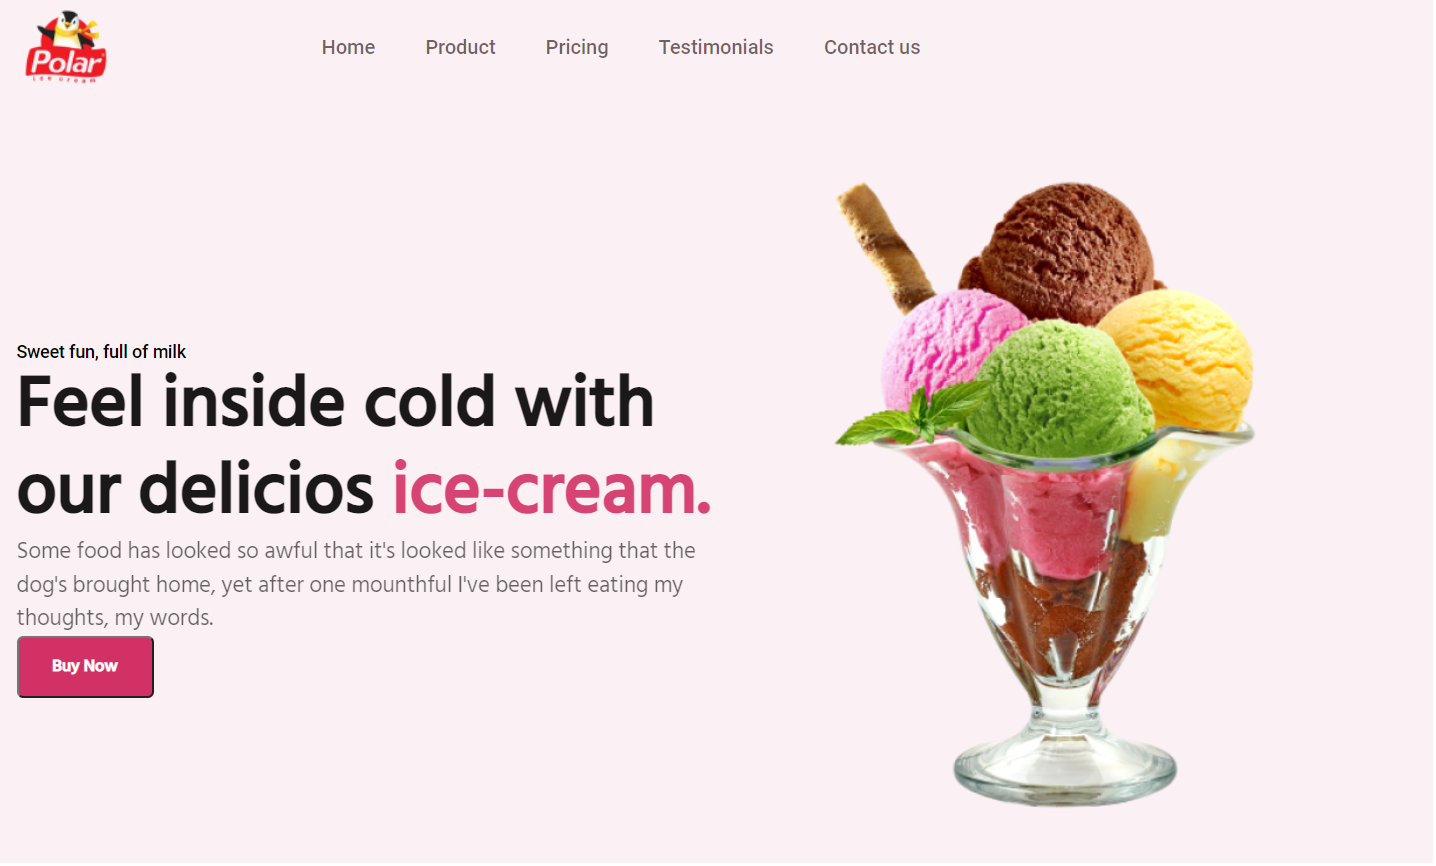 Polar
ice cream
Home
Product
Pricing
Testimonials
Contact us
Sweet fun, full of milk
Feel inside cold with
our delicios ice-cream.
Some food has looked so awful that it's looked like something that the
dog's brought home, yet after one mounthful I've been left eating my
thoughts, my words.
Buy Now